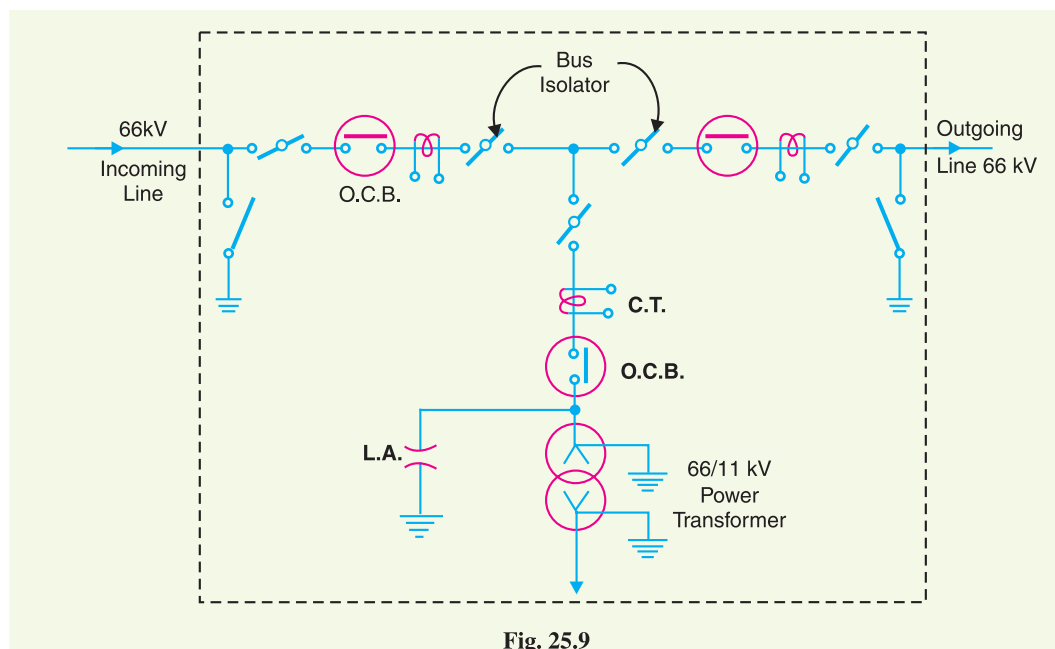 Bus
Isolator
66kV
Incoming
Line
Outgoing
Line 66 kV
O.C.B.
C.T.
O.C.B.
L.A.
66/11 kV
Power
Transformer
Fig. 25.9